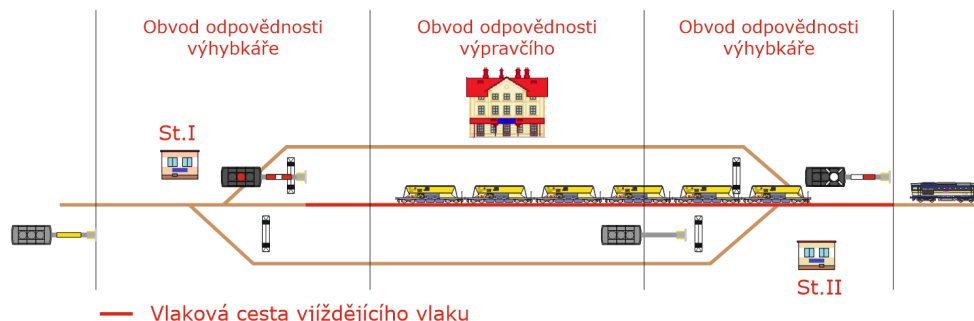 Obvod odpovědnosti
výhybkáře
Obvod odpovědnosti
výpravčího
Obvod odpovědnosti
výhybkáře
St.I
St.II
Vlaková cesta vjíždějícího vlaku